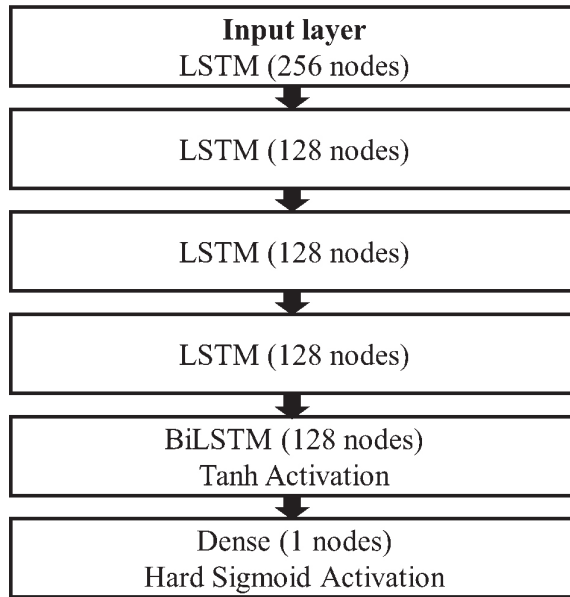 Input layer
LSTM (256 nodes)
LSTM (128 nodes)
LSTM (128 nodes)
LSTM (128 nodes)
BiLSTM (128 nodes)
Tanh Activation
Dense (1 nodes)
Hard Sigmoid Activation